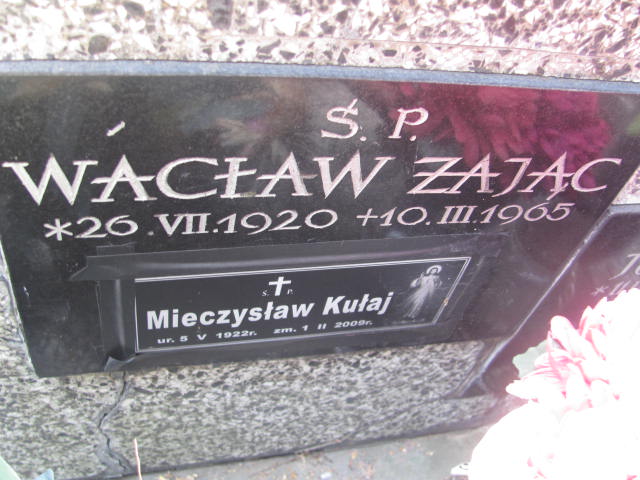 Ś. P.
WACŁAW ZAJĄC
*26.VII.1920 +10.III.1965
Ś. P.
Mieczysław Kułaj
ur. 5 V 1922r. zm. 1 II 2009r.